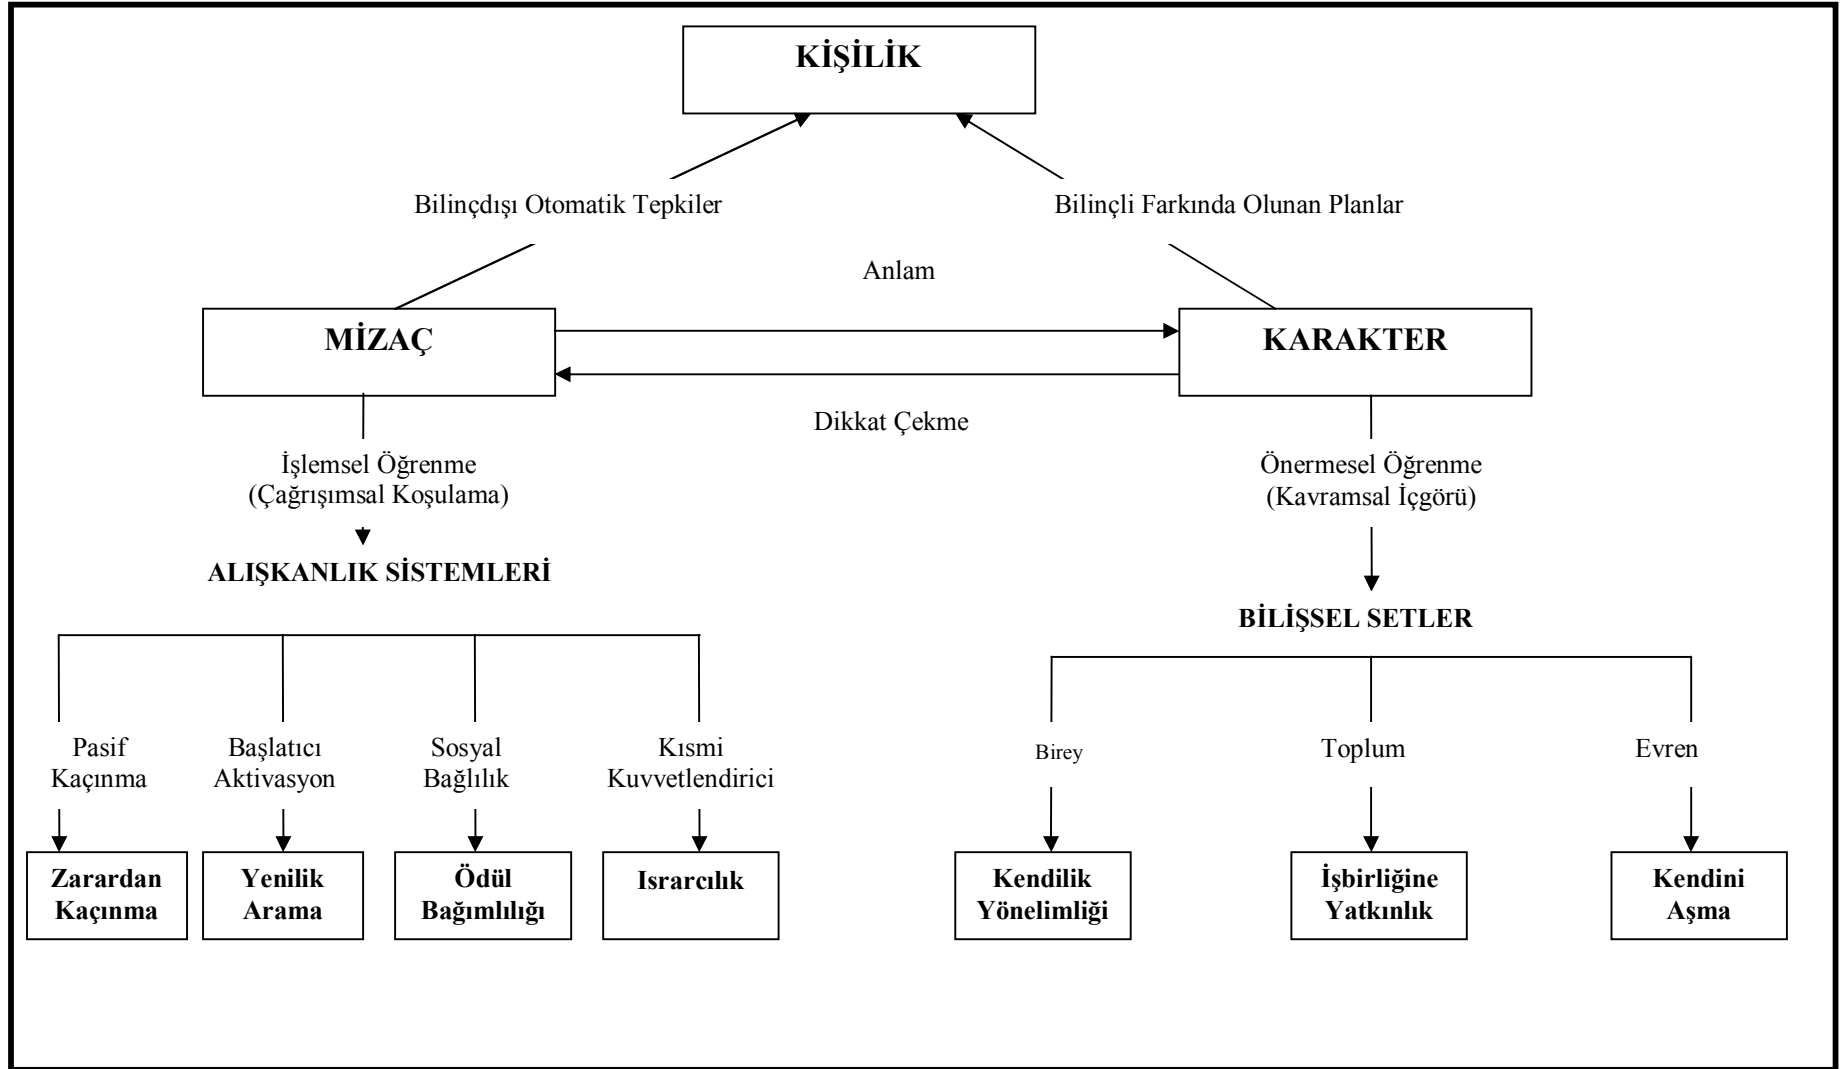 KİŞİLİK
Bilinçdışı Otomatik Tepkiler
Bilinçli Farkında Olunan Planlar
Anlam
MİZAÇ
KARAKTER
Dikkat Çekme
İşlemsel Öğrenme
(Çağrışımsal Koşulama)
Önermesel Öğrenme
(Kavramsal İçgörü)
ALIŞKANLIK SİSTEMLERİ
BİLİŞSEL SETLER
Pasif
Kaçınma
Başlatıcı
Aktivasyon
Sosyal
Bağlılık
Kısmi
Kuvvetlendirici
Birey
Toplum
Evren
Zarardan
Kaçınma
Yenilik
Arama
Ödül
Bağımlılığı
Israrcılık
Kendilik
Yönelimliği
İşbirliğine
Yatkınlık
Kendini
Aşma